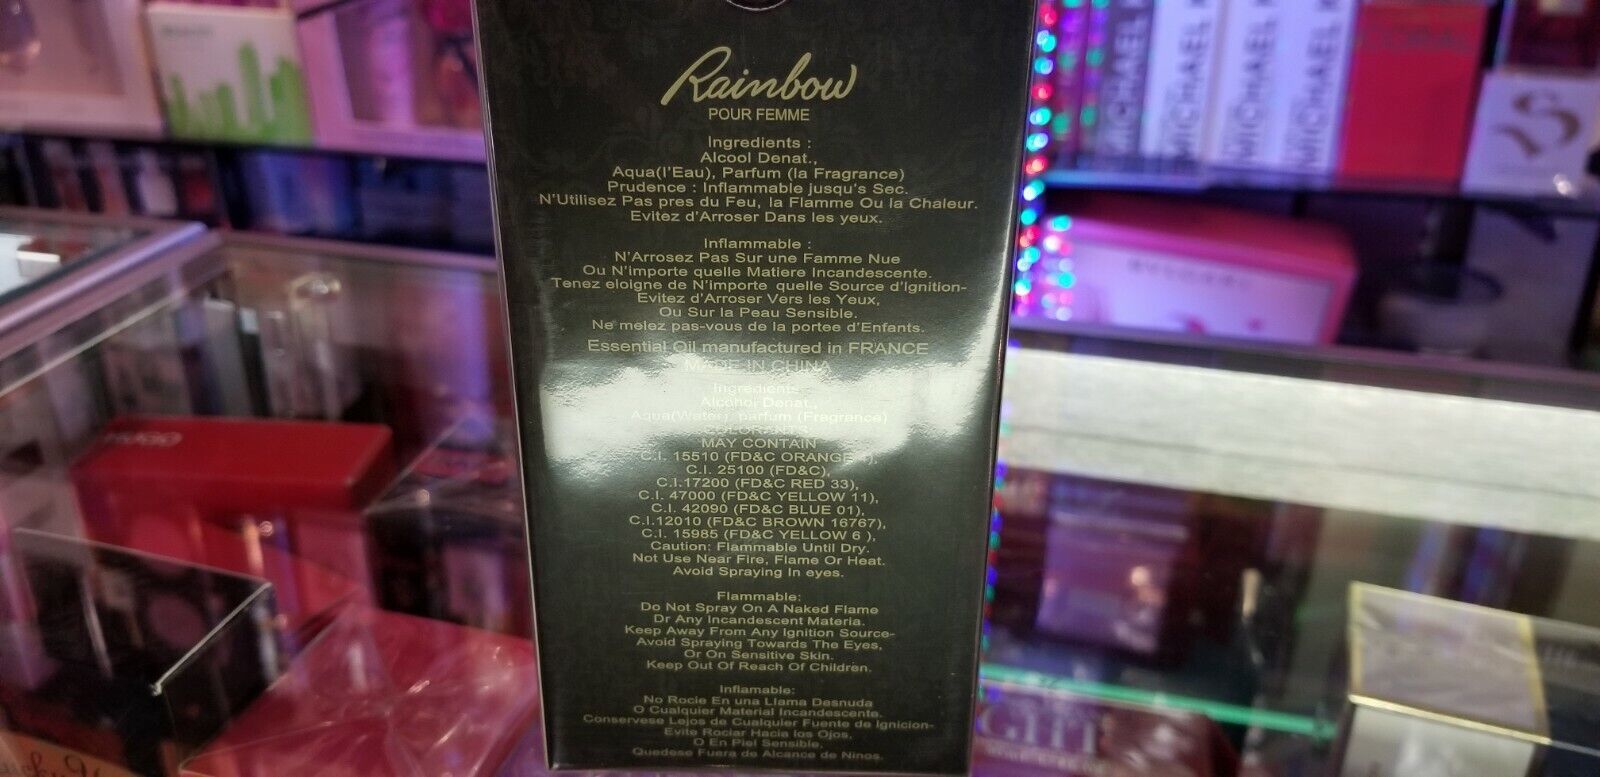 Rainbow
POUR FEMME
Ingredients :
Alcool Denat.,
Aqua(l'Eau), Parfum (la Fragrance)
Prudence : Inflammable jusqu's Sec.
N'Utilisez Pas pres du Feu, la Flamme Ou la Chaleur.
Evitez d'Arroser Dans les yeux.
Inflammable :
N'Arrosez Pas Sur une Famme Nue
Ou N'importe quelle Matiere Incandescente.
Tenez eloigne de N'importe quelle Source d'Ignition-
Evitez d'Arroser Vers les Yeux,
Ou Sur la Peau Sensible.
Ne melez pas-vous de la portee d'Enfants.
Essential Oil manufactured in FRANCE
MADE IN CHINA
Ingredients
Alcohol Denat.,
Aqua(Water), parfum (Fragrance)
COLORANTS
MAY CONTAIN
C.I. 15510 (FD&C ORANGE
C.I. 25100 (FD&C),
C.I.17200 (FD&C RED 33),
C.I. 47000 (FD&C YELLOW 11),
C.I. 42090 (FD&C BLUE 01),
C.I.12010 (FD&C BROWN 16767),
C.I. 15985 (FD&C YELLOW 6 ),
Caution: Flammable Until Dry.
Not Use Near Fire, Flame Or Heat.
Avoid Spraying In eyes.
Flammable:
Do Not Spray On A Naked Flame
Dr Any Incandescent Materia.
Keep Away From Any Ignition Source-
Avoid Spraying Towards The Eyes,
Or On Sensitive Skin.
Keep Out Of Reach Of Children.
Inflamable:
No Rocie En una Llama Dasnuda
O Cualquier Material Incandescente.
Conservese Lejos de Cualquier Fuente de Ignicion-
Evite Rociar Hacia los Ojos.
O En Piel Sensible,
Quedese Fuera de Alcance de Ninos.
MICHAEL K
MICHAEL
MICHAEL
MICHAEL
HUGO